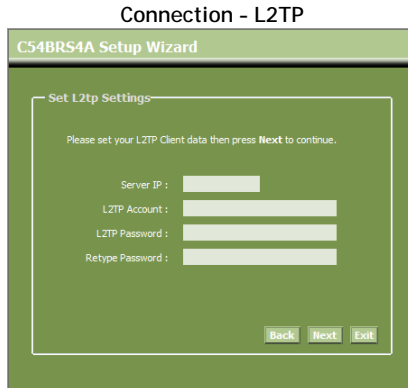 Connection - L2TP
C54BRS4A Setup Wizard
Set L2tp Settings
Please set your L2TP Client data then press Next to continue.
Server IP :
L2TP Account :
L2TP Password :
Retype Password :
Back Next Exit